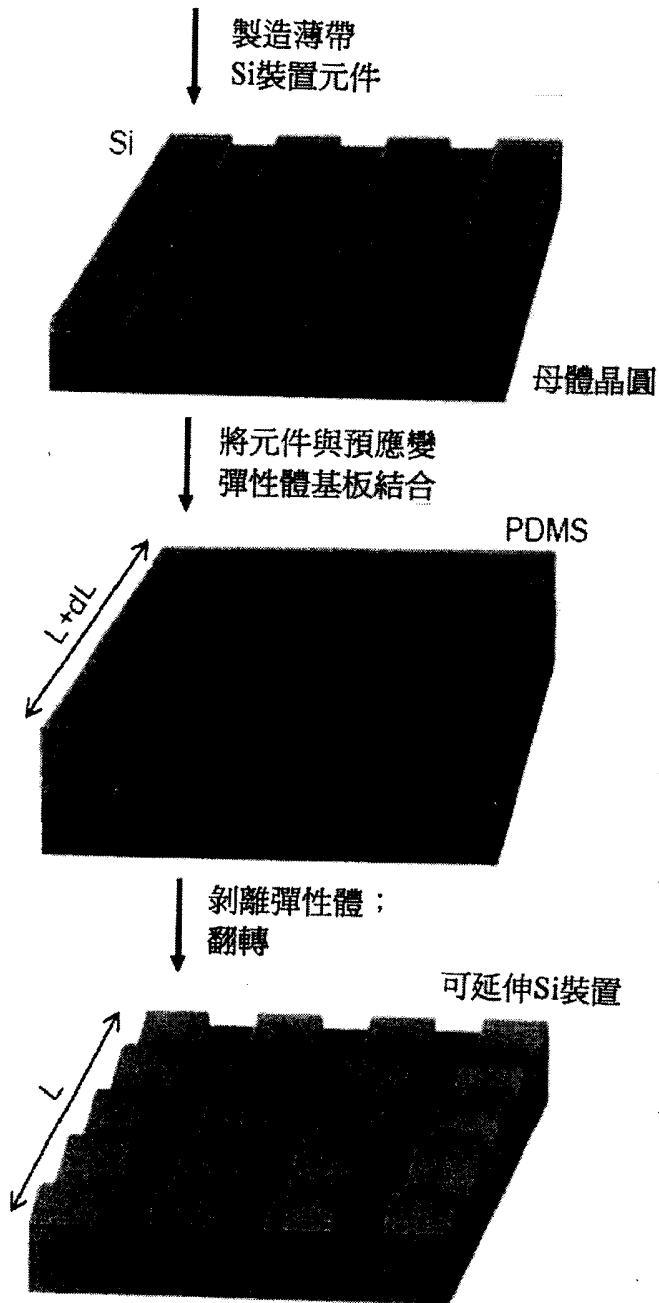 製造薄帶
Si裝置元件
Si
母體晶圓
將元件與預應變
彈性體基板結合
PDMS
L+dL
剝離彈性體；
翻轉
可延伸Si裝置
L